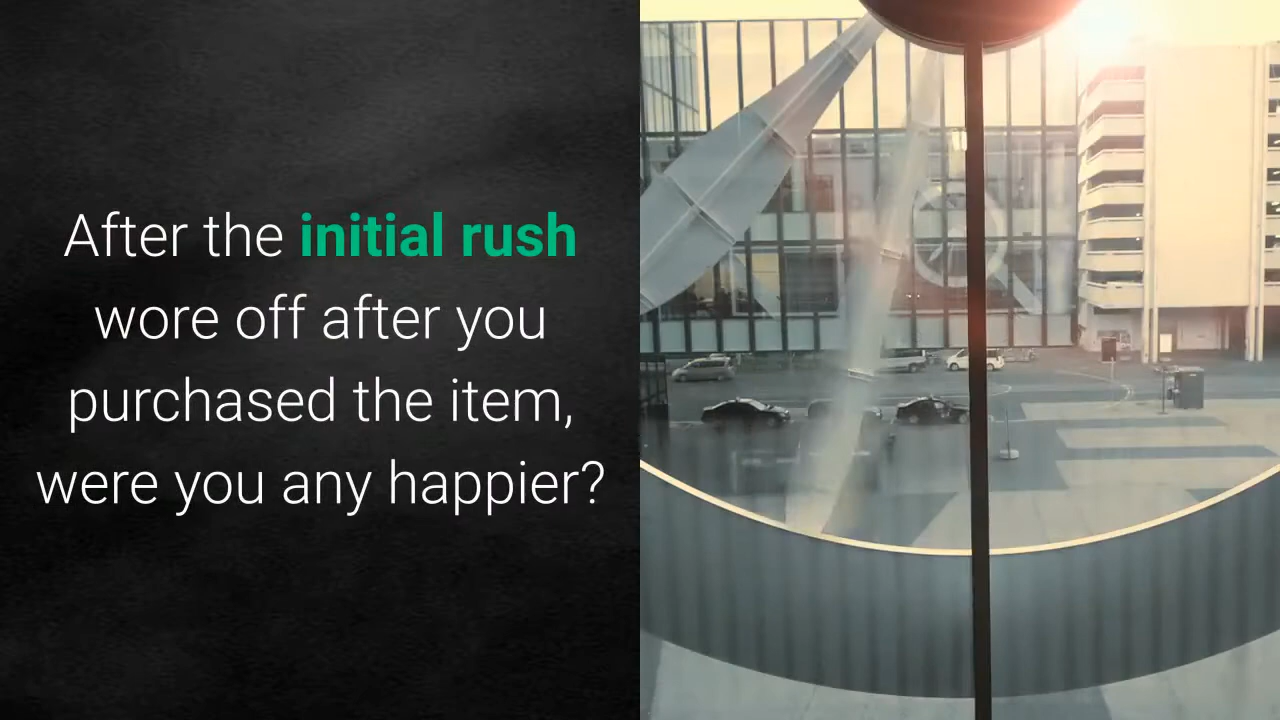 After the initial rush
wore off after you
purchased the item,
were you any happier?